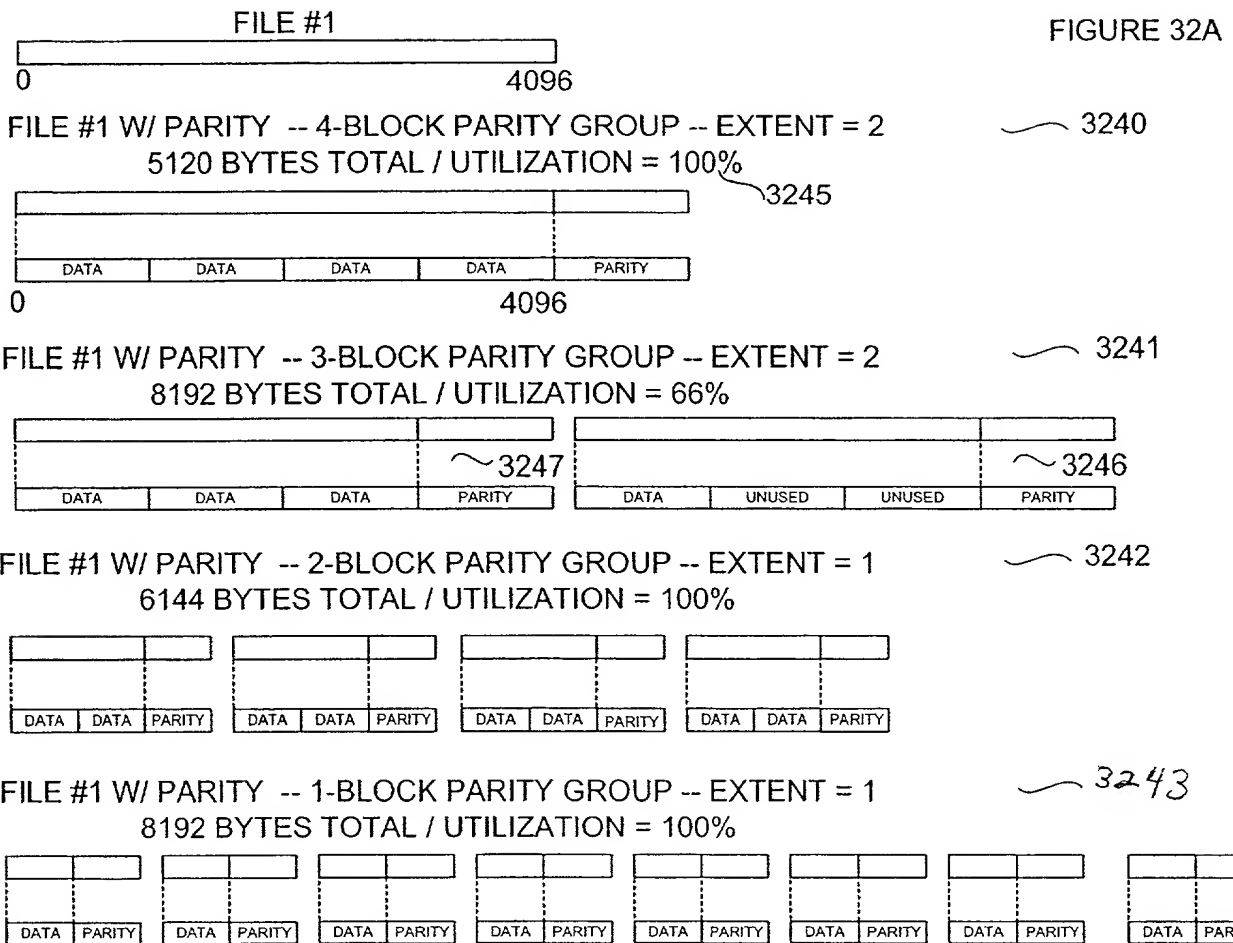 FILE #1
FIGURE 32A
0 4096
FILE #1 W/ PARITY -- 4-BLOCK PARITY GROUP -- EXTENT = 2 3240
5120 BYTES TOTAL / UTILIZATION = 100%
3245
DATA DATA DATA DATA PARITY
0 4096
FILE #1 W/ PARITY -- 3-BLOCK PARITY GROUP -- EXTENT = 2 3241
8192 BYTES TOTAL / UTILIZATION = 66%
3247 3246
DATA DATA DATA PARITY DATA UNUSED UNUSED PARITY
FILE #1 W/ PARITY -- 2-BLOCK PARITY GROUP -- EXTENT = 1 3242
6144 BYTES TOTAL / UTILIZATION = 100%
DATA DATA PARITY DATA DATA PARITY DATA DATA PARITY DATA DATA PARITY
FILE #1 W/ PARITY -- 1-BLOCK PARITY GROUP -- EXTENT = 1 3243
8192 BYTES TOTAL / UTILIZATION = 100%
DATA PARITY DATA PARITY DATA PARITY DATA PARITY DATA PARITY DATA PARITY DATA PARITY DATA PAR